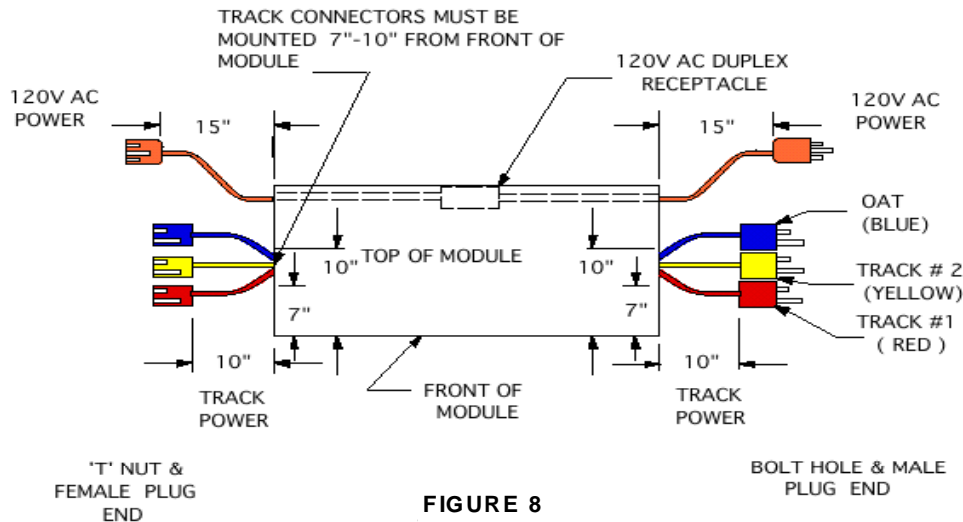 TRACK CONNECTORS MUST BE
MOUNTED 7"-10" FROM FRONT OF
MODULE
120V AC DUPLEX
RECEPTACLE
120V AC
POWER
15"
15"
120V AC
POWER
OAT
(BLUE)
TOP OF MODULE
10"
10"
TRACK # 2
(YELLOW)
7"
7"
TRACK #1
( RED )
10"
10"
TRACK
POWER
FRONT OF
MODULE
TRACK
POWER
'T' NUT &
FEMALE PLUG
END
BOLT HOLE & MALE
PLUG END
FIGURE 8